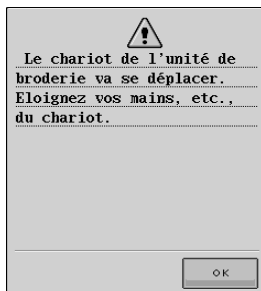 Le chariot de l'unité de
broderie va se déplacer.
Eloignez vos mains, etc.,
du chariot.
OK